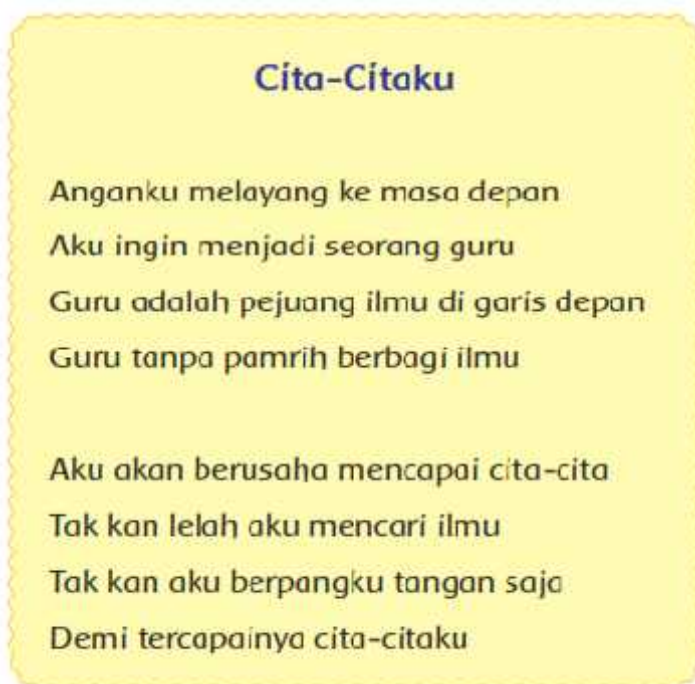 Cita-Citaku
Anganku melayang ke masa depan
Aku ingin menjadi seorang guru
Guru adalah pejuang ilmu di garis depan
Guru tanpa pamrih berbagi ilmu
Aku akan berusaha mencapai cita-cita
Tak kan lelah aku mencari ilmu
Tak kan aku berpangku tangan saja
Demi tercapainya cita-citaku